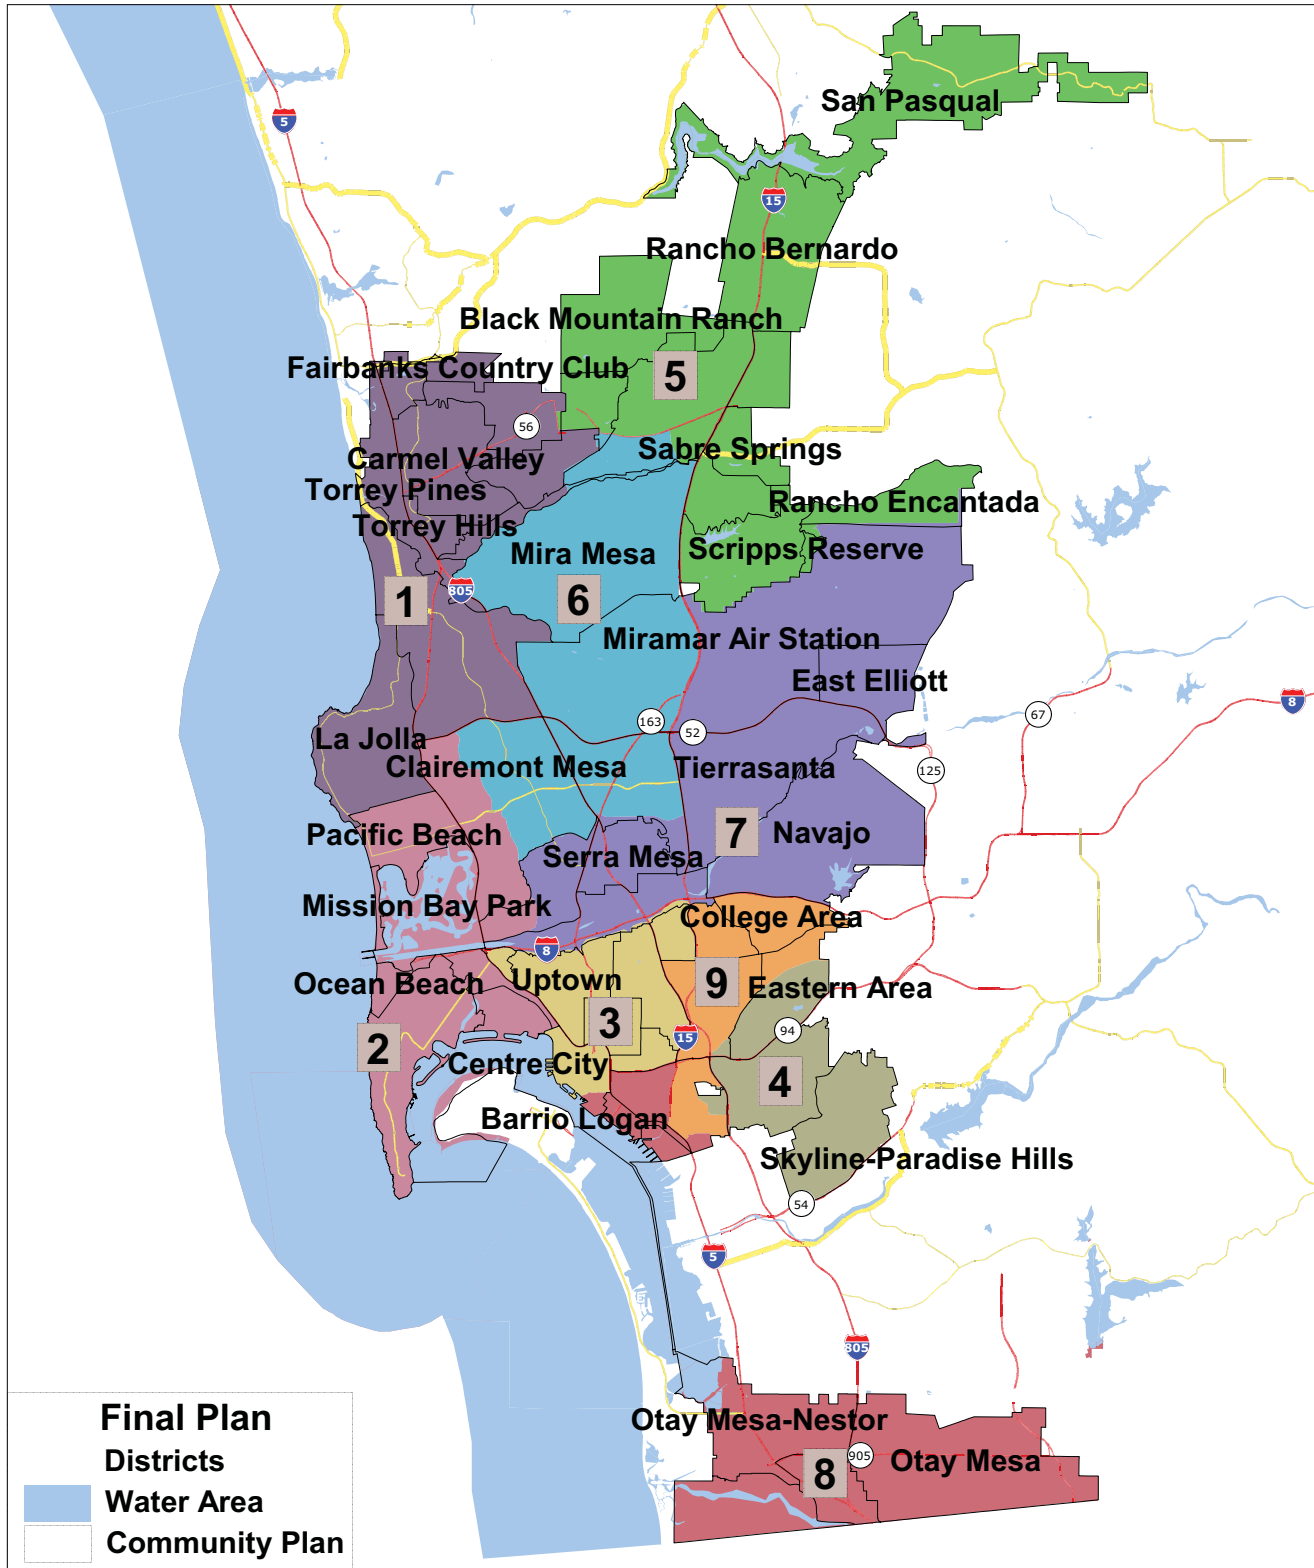 San Pasqual
5
15
Rancho Bernardo
Black Mountain Ranch
Fairbanks Country Club
5
56
Sabre Springs
Carmel Valley
Torrey Pines
Rancho Encantada
Torrey Hills
Mira Mesa
Scripps Reserve
805
1
6
Miramar Air Station
East Elliott
8
67
163
52
La Jolla
Clairemont Mesa
Tierrasanta
125
Pacific Beach
7
Navajo
Serra Mesa
Mission Bay Park
College Area
8
Ocean Beach
Uptown
9
Eastern Area
3
94
15
2
Centre City
4
Barrio Logan
Skyline-Paradise Hills
54
5
805
Otay Mesa-Nestor
905
Otay Mesa
8
Final Plan
Districts
Water Area
Community Plan